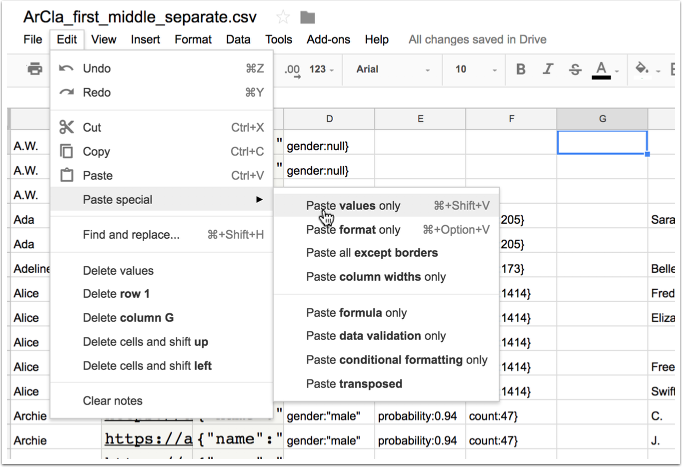 ArCla_first_middle_separate.csv
File Edit View Insert Format Data Tools Add-ons Help All changes saved in Drive
.00 123 Arial 10 B I S A
Undo ⌘Z
Redo ⌘Y
D E F G
Cut Ctrl+X
A.W. " gender:null}
Copy Ctrl+C
A.W. " gender:null}
Paste Ctrl+V
A.W.
Paste special ►
Paste values only ⌘+Shift+V
Ada 205} Sara
Paste format only ⌘+Option+V
Find and replace... ⌘+Shift+H
Ada 205}
Paste all except borders
Adeline 173} Belle
Delete values
Paste column widths only
Alice 1414} Fred
Delete row 1
Paste formula only
Alice 1414} Eliza
Delete column G
Paste data validation only
Alice 1414}
Delete cells and shift up
Paste conditional formatting only
Alice 1414} Free
Delete cells and shift left
Paste transposed
Alice 1414} Swif
Clear notes
Archie {"name":" gender:"male" probability:0.94 count:47} C.
Archie https://a {"name":" gender:"male" probability:0.94 count:47} J.